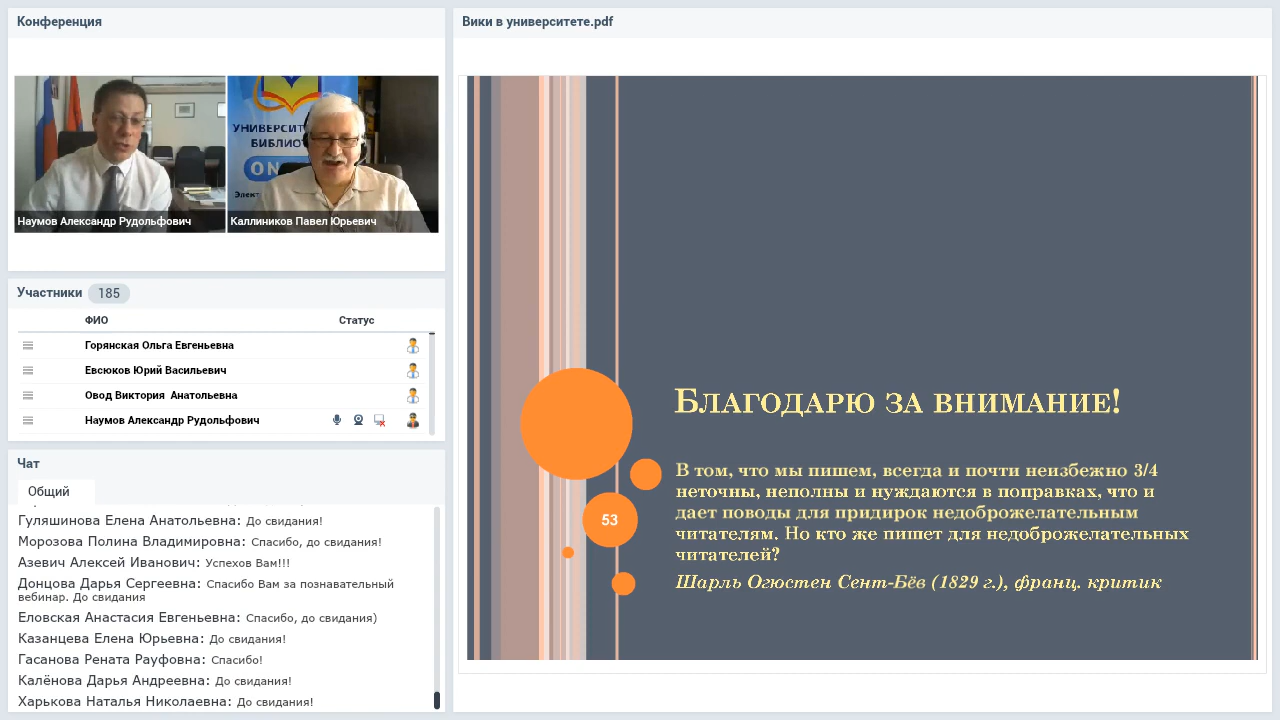 Конференция
УНИВЕРСИТ
БИБЛИО
ON
Элект
Наумов Александр Рудольфович
Каллиников Павел Юрьевич
Участники 185
ФИО Статус
Горянская Ольга Евгеньевна
Евсюков Юрий Васильевич
Овод Виктория Анатольевна
Наумов Александр Рудольфович
Чат
Общий
Гуляшинова Елена Анатольевна: До свидания!
Морозова Полина Владимировна: Спасибо, до свидания!
Азевич Алексей Иванович: Успехов Вам!!!
Донцова Дарья Сергеевна: Спасибо Вам за познавательный
вебинар. До свидания
Еловская Анастасия Евгеньевна: Спасибо, до свидания)
Казанцева Елена Юрьевна: До свидания!
Гасанова Рената Рауфовна: Спасибо!
Калёнова Дарья Андреевна: До свидания!
Харькова Наталья Николаевна: До свидания!
Вики в университете.pdf
Благодарю за внимание!
53
В том, что мы пишем, всегда и почти неизбежно 3/4
неточны, неполны и нуждаются в поправках, что и
дает поводы для придирок недоброжелательным
читателям. Но кто же пишет для недоброжелательных
читателей?
Шарль Огюстен Сент-Бёв (1829 г.), франц. критик